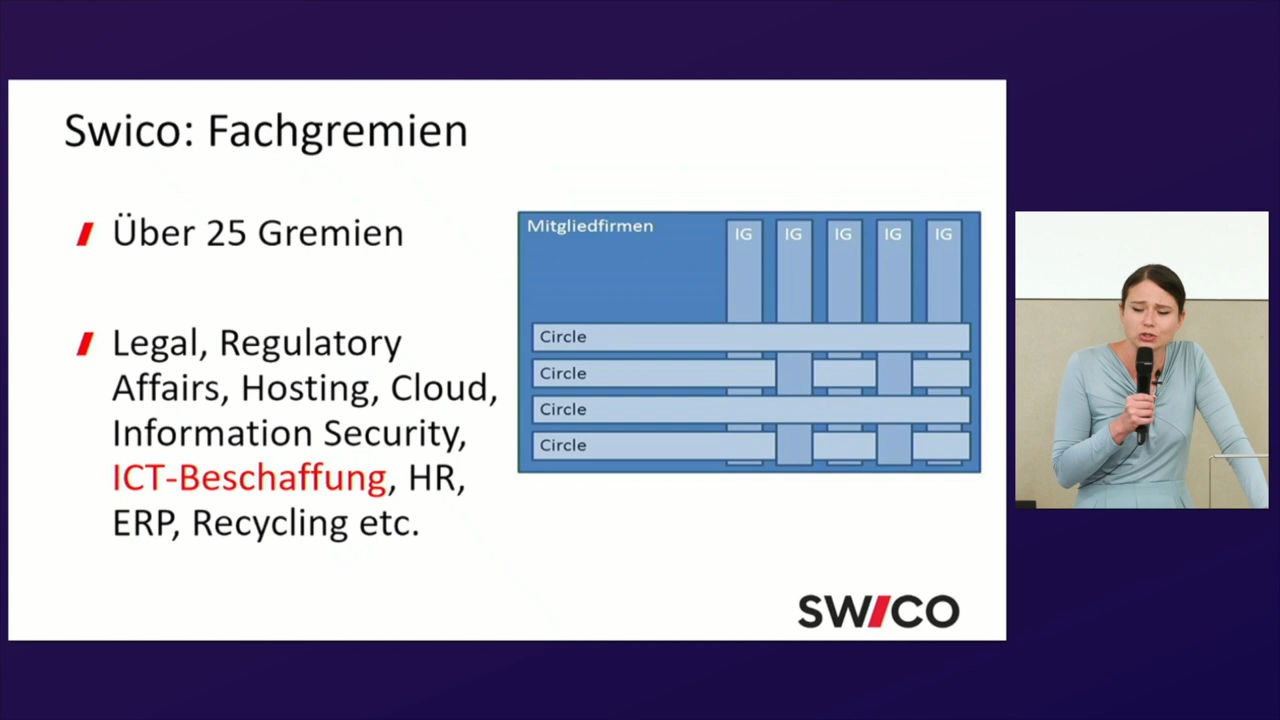 Swico: Fachgremien
Über 25 Gremien
Legal, Regulatory
Affairs, Hosting, Cloud,
Information Security,
ICT-Beschaffung, HR,
ERP, Recycling etc.
Mitgliedfirmen
IG IG IG IG IG
Circle
Circle
Circle
Circle
SWICO